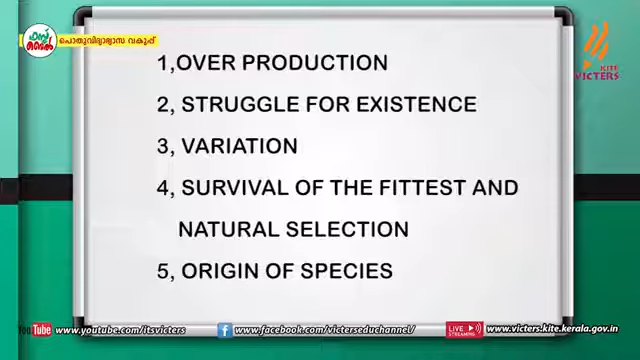 ഫസ്റ്റ്
ബെൽ
പൊതുവിദ്യാഭ്യാസ വകുപ്പ്
KITE
VICTERS
1,OVER PRODUCTION
2, STRUGGLE FOR EXISTENCE
3, VARIATION
4, SURVIVAL OF THE FITTEST AND
NATURAL SELECTION
5, ORIGIN OF SPECIES
YouTube www.youtube.com/itsvicters
f www.facebook.com/victerseduchannel/
LIVE STREAMING www.victers.kite.kerala.gov.in